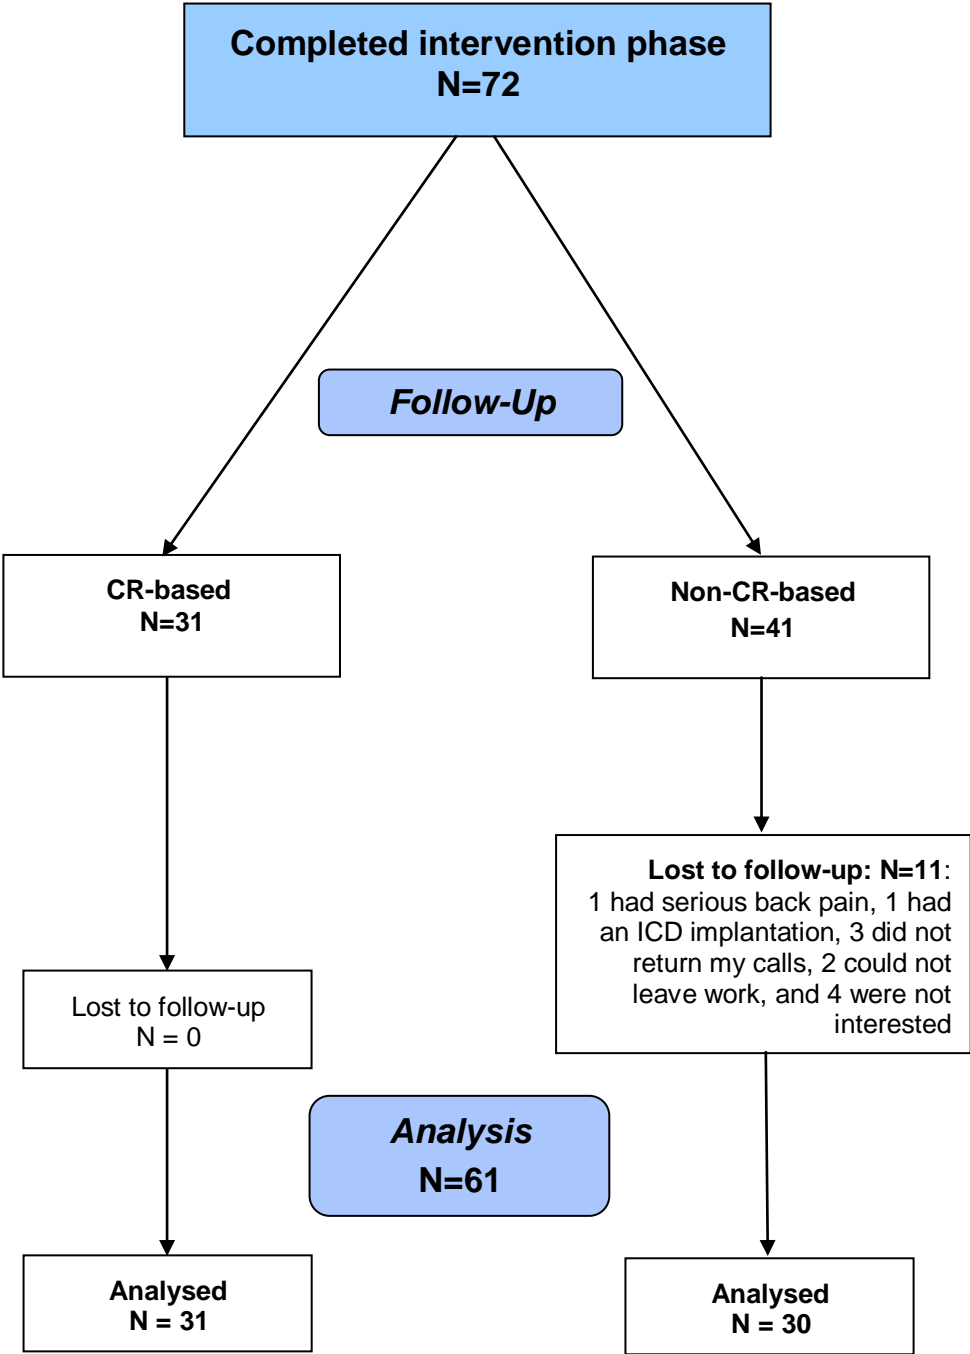 Completed intervention phase
N=72
Follow-Up
CR-based
N=31
Non-CR-based
N=41
Lost to follow-up: N=11:
1 had serious back pain, 1 had
an ICD implantation, 3 did not
return my calls, 2 could not
leave work, and 4 were not
interested
Lost to follow-up
N = 0
Analysis
N=61
Analysed
N = 31
Analysed
N = 30